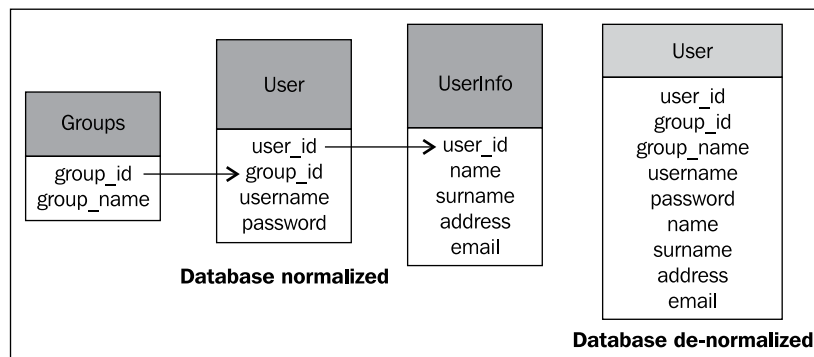 Groups
group_id
group_name
User
user_id
group_id
username
password
UserInfo
user_id
name
surname
address
email
Database normalized
User
user_id
group_id
group_name
username
password
name
surname
address
email
Database de-normalized